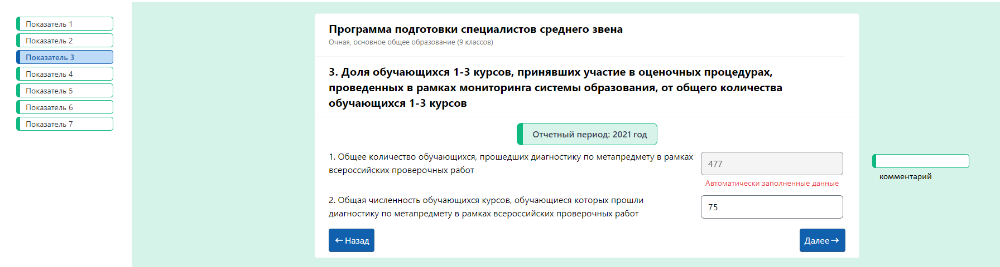 Показатель 1
Показатель 2
Показатель 3
Показатель 4
Показатель 5
Показатель 6
Показатель 7
Программа подготовки специалистов среднего звена
Очная, основное общее образование (9 классов)
3. Доля обучающихся 1-3 курсов, принявших участие в оценочных процедурах,
проведенных в рамках мониторинга системы образования, от общего количества
обучающихся 1-3 курсов
Отчетный период: 2021 год
1. Общее количество обучающихся, прошедших диагностику по метапредмету в рамках
всероссийских проверочных работ
477
Автоматически заполненные данные
комментарий
2. Общая численность обучающихся курсов, обучающиеся которых прошли
диагностику по метапредмету в рамках всероссийских проверочных работ
75
← Назад
Далее →